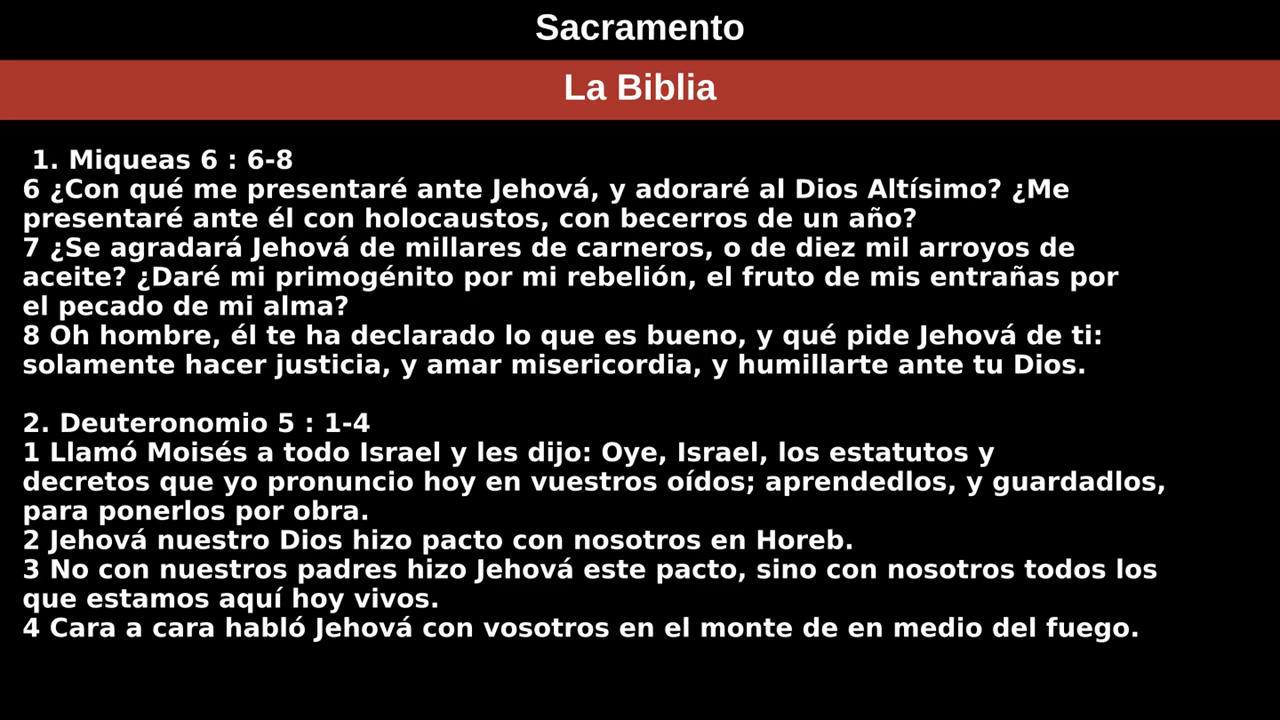 Sacramento
La Biblia
1. Miqueas 6 : 6-8
6 ¿Con qué me presentaré ante Jehová, y adoraré al Dios Altísimo? ¿Me
presentaré ante él con holocaustos, con becerros de un año?
7 ¿Se agradará Jehová de millares de carneros, o de diez mil arroyos de
aceite? ¿Daré mi primogénito por mi rebelión, el fruto de mis entrañas por
el pecado de mi alma?
8 Oh hombre, él te ha declarado lo que es bueno, y qué pide Jehová de ti:
solamente hacer justicia, y amar misericordia, y humillarte ante tu Dios.
2. Deuteronomio 5 : 1-4
1 Llamó Moisés a todo Israel y les dijo: Oye, Israel, los estatutos y
decretos que yo pronuncio hoy en vuestros oídos; aprendedlos, y guardadlos,
para ponerlos por obra.
2 Jehová nuestro Dios hizo pacto con nosotros en Horeb.
3 No con nuestros padres hizo Jehová este pacto, sino con nosotros todos los
que estamos aquí hoy vivos.
4 Cara a cara habló Jehová con vosotros en el monte de en medio del fuego.